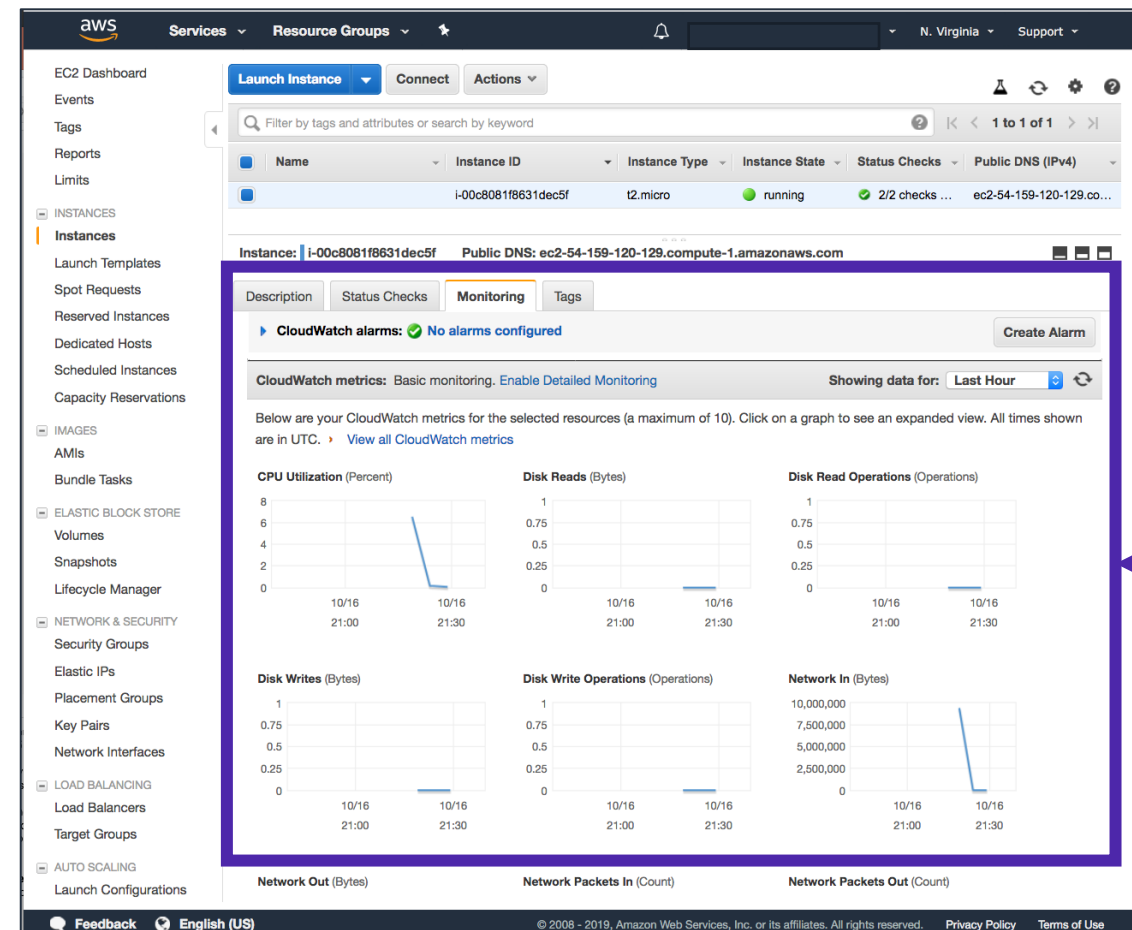 aws Services Resource Groups N. Virginia Support
EC2 Dashboard
Events
Tags
Reports
Limits
INSTANCES
Instances
Launch Templates
Spot Requests
Reserved Instances
Dedicated Hosts
Scheduled Instances
Capacity Reservations
IMAGES
AMIs
Bundle Tasks
ELASTIC BLOCK STORE
Volumes
Snapshots
Lifecycle Manager
NETWORK & SECURITY
Security Groups
Elastic IPs
Placement Groups
Key Pairs
Network Interfaces
LOAD BALANCING
Load Balancers
Target Groups
AUTO SCALING
Launch Configurations
Launch Instance Connect Actions
Filter by tags and attributes or search by keyword 1 to 1 of 1
Name Instance ID Instance Type Instance State Status Checks Public DNS (IPv4)
i-00c8081f8631dec5f t2.micro running 2/2 checks ... ec2-54-159-120-129.co...
Instance: i-00c8081f8631dec5f Public DNS: ec2-54-159-120-129.compute-1.amazonaws.com
Description Status Checks Monitoring Tags
CloudWatch alarms: No alarms configured Create Alarm
CloudWatch metrics: Basic monitoring. Enable Detailed Monitoring Showing data for: Last Hour
Below are your CloudWatch metrics for the selected resources (a maximum of 10). Click on a graph to see an expanded view. All times shown
are in UTC. › View all CloudWatch metrics
CPU Utilization (Percent)
8
6
4
2
0
10/16 10/16
21:00 21:30
Disk Reads (Bytes)
1
0.75
0.5
0.25
0
10/16 10/16
21:00 21:30
Disk Read Operations (Operations)
1
0.75
0.5
0.25
0
10/16 10/16
21:00 21:30
Disk Writes (Bytes)
1
0.75
0.5
0.25
0
10/16 10/16
21:00 21:30
Disk Write Operations (Operations)
1
0.75
0.5
0.25
0
10/16 10/16
21:00 21:30
Network In (Bytes)
10,000,000
7,500,000
5,000,000
2,500,000
0
10/16 10/16
21:00 21:30
Network Out (Bytes) Network Packets In (Count) Network Packets Out (Count)
Feedback English (US) © 2008 - 2019, Amazon Web Services, Inc. or its affiliates. All rights reserved. Privacy Policy Terms of Use